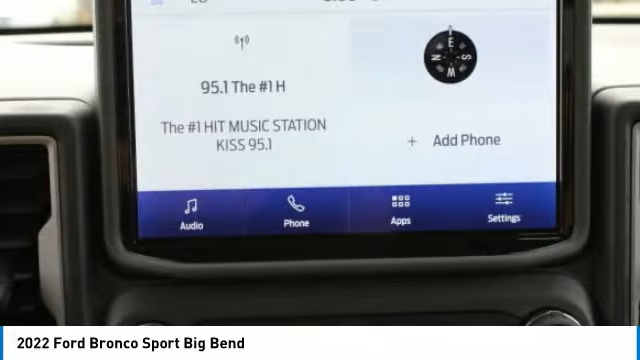 95.1 The #1 H
The #1 HIT MUSIC STATION
KISS 95.1
E
N S
W
+ Add Phone
Audio Phone Apps Settings
2022 Ford Bronco Sport Big Bend